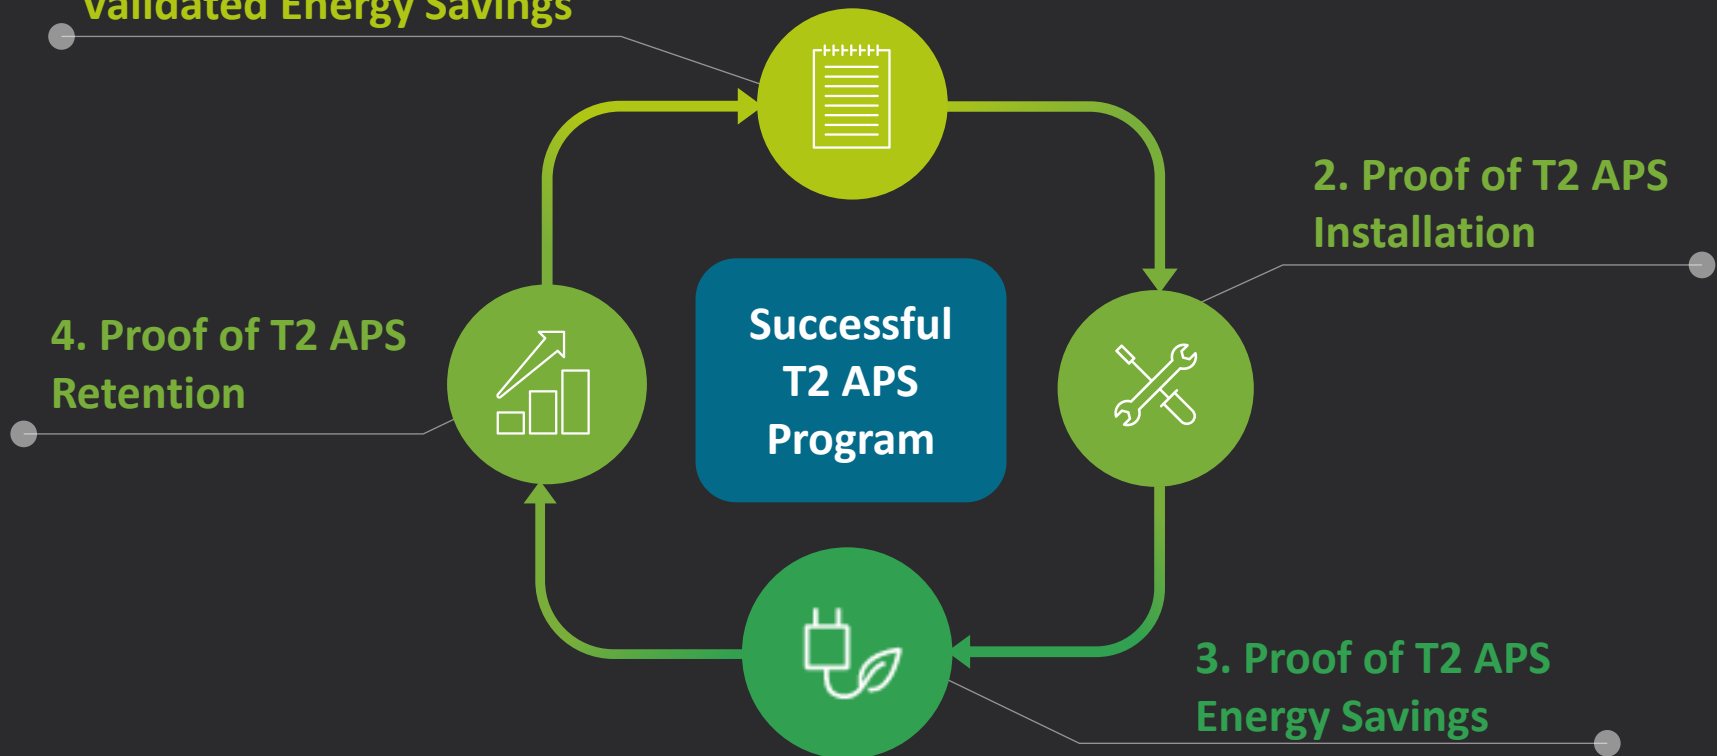 Validated Energy Savings
2. Proof of T2 APS
Installation
Successful
T2 APS
Program
4. Proof of T2 APS
Retention
3. Proof of T2 APS
Energy Savings